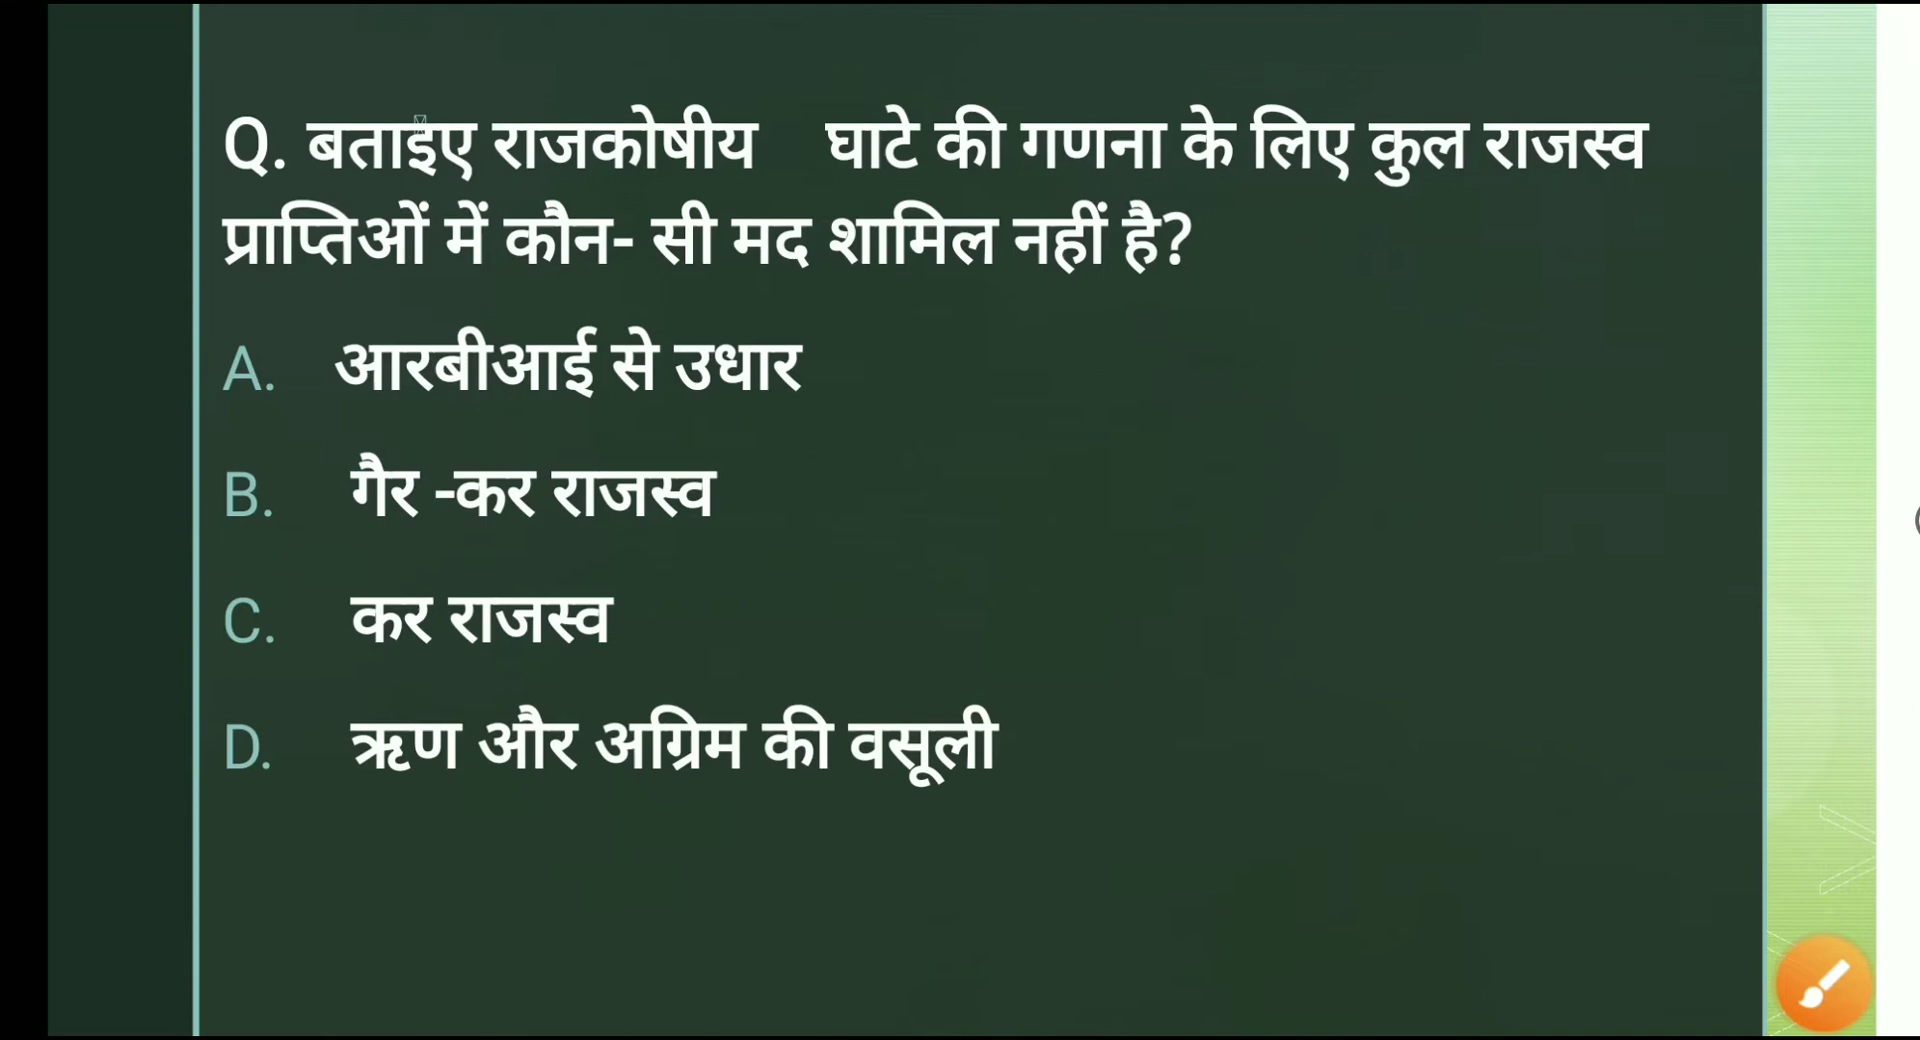 Q. बताइए राजकोषीय घाटे की गणना के लिए कुल राजस्व
प्राप्तिओं में कौन- सी मद शामिल नहीं है?
A. आरबीआई से उधार
B. गैर -कर राजस्व
C. कर राजस्व
D. ऋण और अग्रिम की वसूली